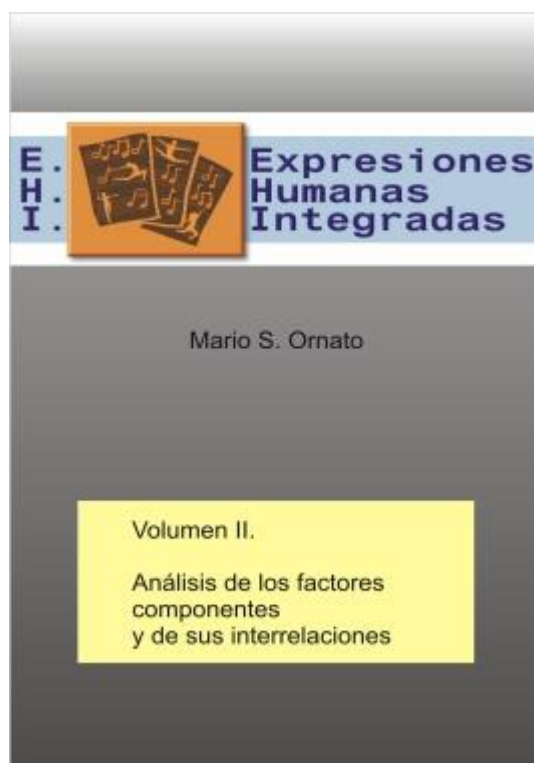 E. Expresiones
H. Humanas
I. Integradas
Mario S. Ornato
Volumen II.
Análisis de los factores
componentes
y de sus interrelaciones